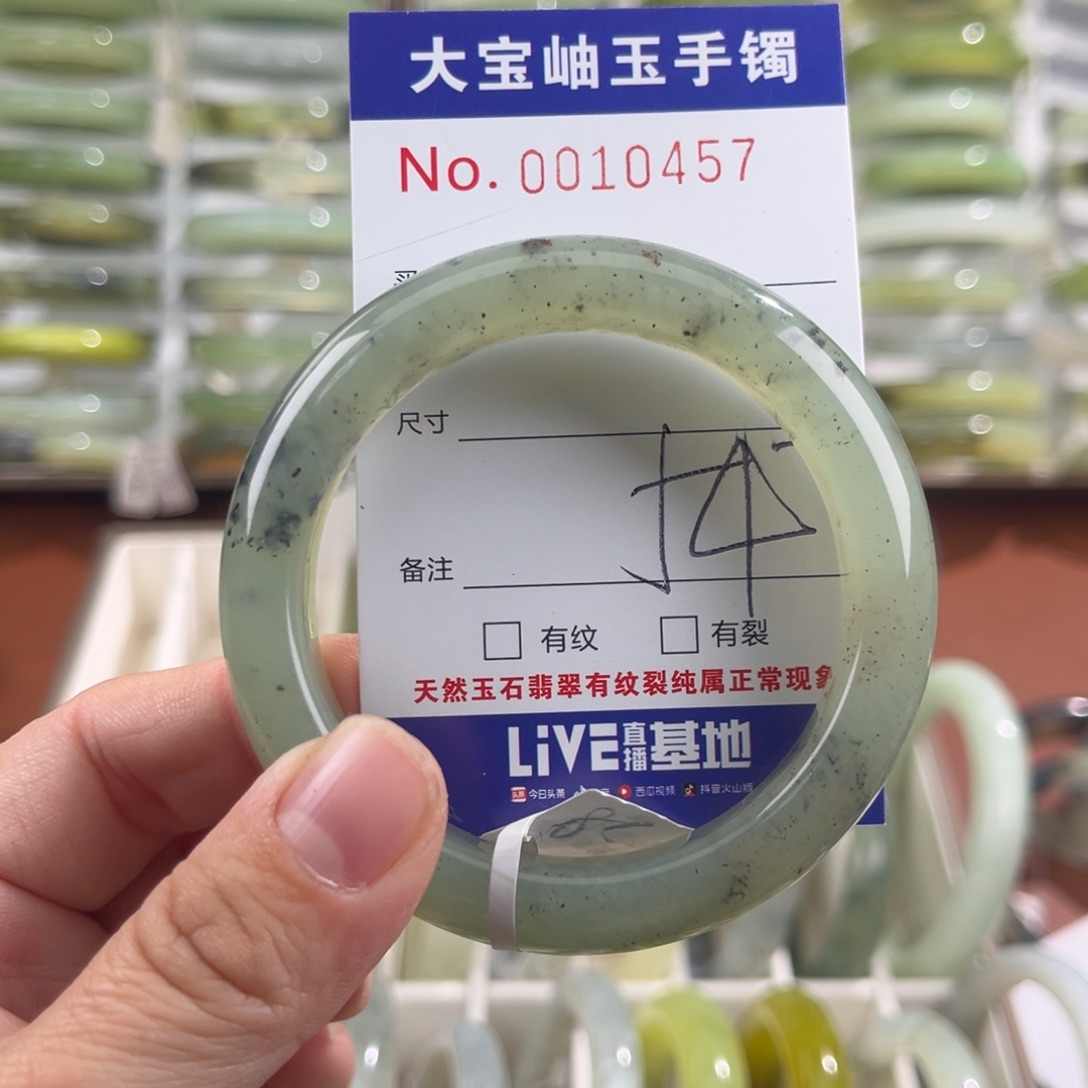 大宝岫玉手镯
No. 0010457
尺寸
备注
有纹 有裂
天然玉石翡翠有纹裂纯属正常现象
LiVE直播基地
今日头条 西瓜视频 抖音火山版